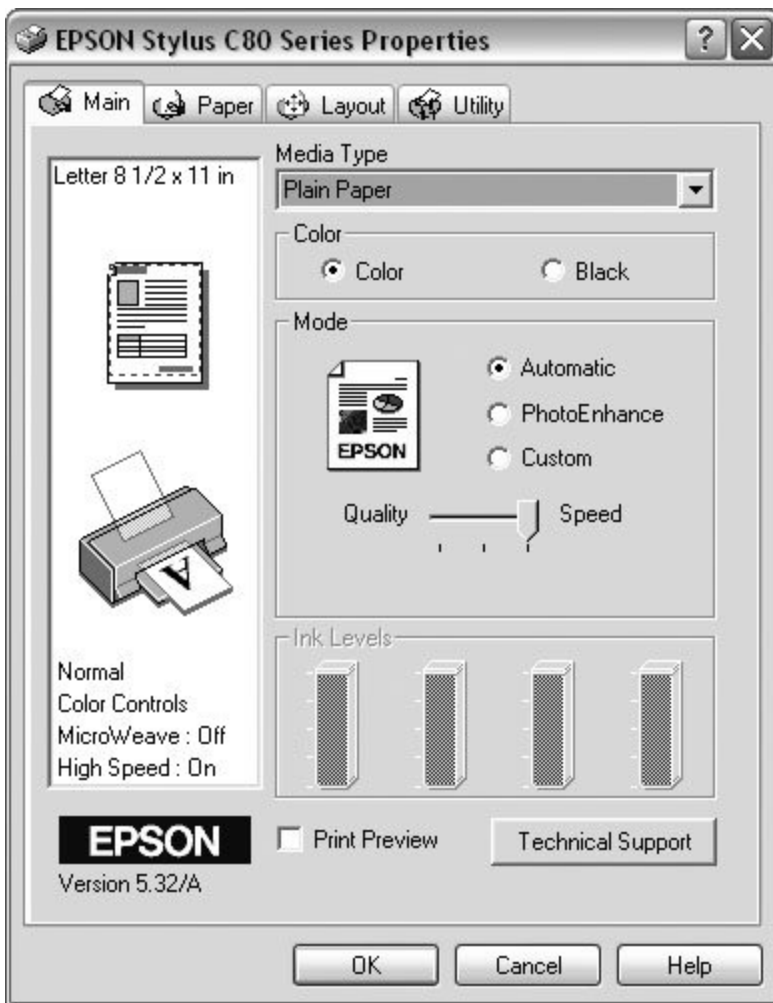 EPSON Stylus C80 Series Properties
?
Main
Paper
Layout
Utility
Letter 8 1/2 x 11 in
Media Type
Plain Paper
Color
Color
Black
Mode
EPSON
Automatic
PhotoEnhance
Custom
Quality
Speed
A
Normal
Color Controls
MicroWeave : Off
High Speed : On
Ink Levels
EPSON
Version 5.32/A
Print Preview
Technical Support
OK
Cancel
Help